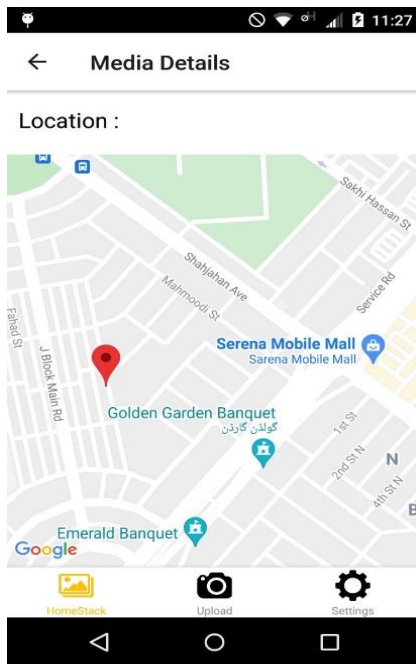 11:27
Media Details
Location :
Sakhi Hassan St
Shahjahan Ave
Service Rd
Mahmoodi St
Fahad St
J Block Main Rd
Serena Mobile Mall
Sarena Mobile Mall
Golden Garden Banquet
گولڈن گارڈن
1st St
2nd St N
N
4th St N
B
Emerald Banquet
Google
HomeStack
Upload
Settings